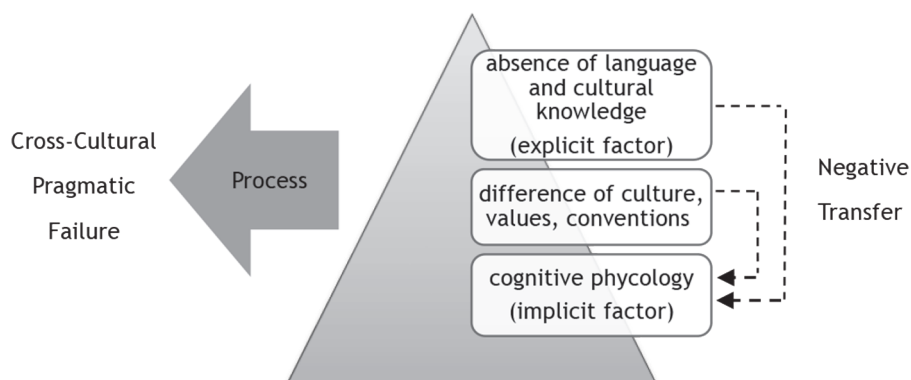 Cross-Cultural
Pragmatic
Failure
Process
absence of language
and cultural
knowledge
(explicit factor)
difference of culture,
values, conventions
cognitive phycology
(implicit factor)
Negative
Transfer